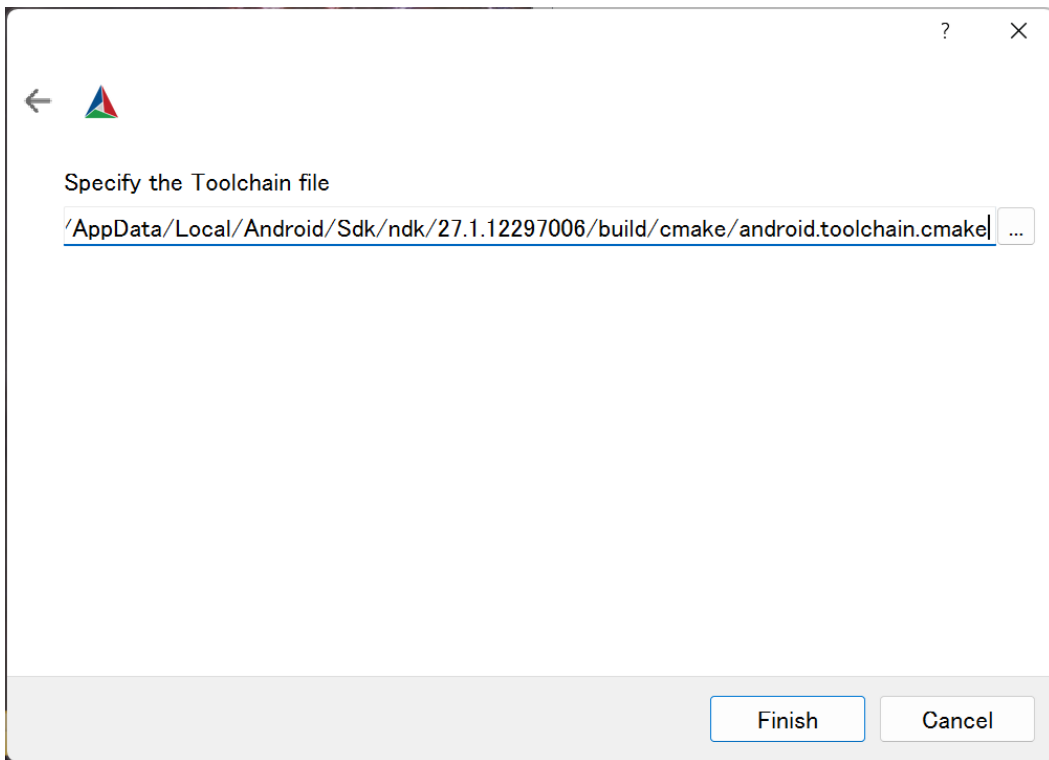 ?
Specify the Toolchain file
/AppData/Local/Android/Sdk/ndk/27.1.12297006/build/cmake/android.toolchain.cmake ...
Finish Cancel